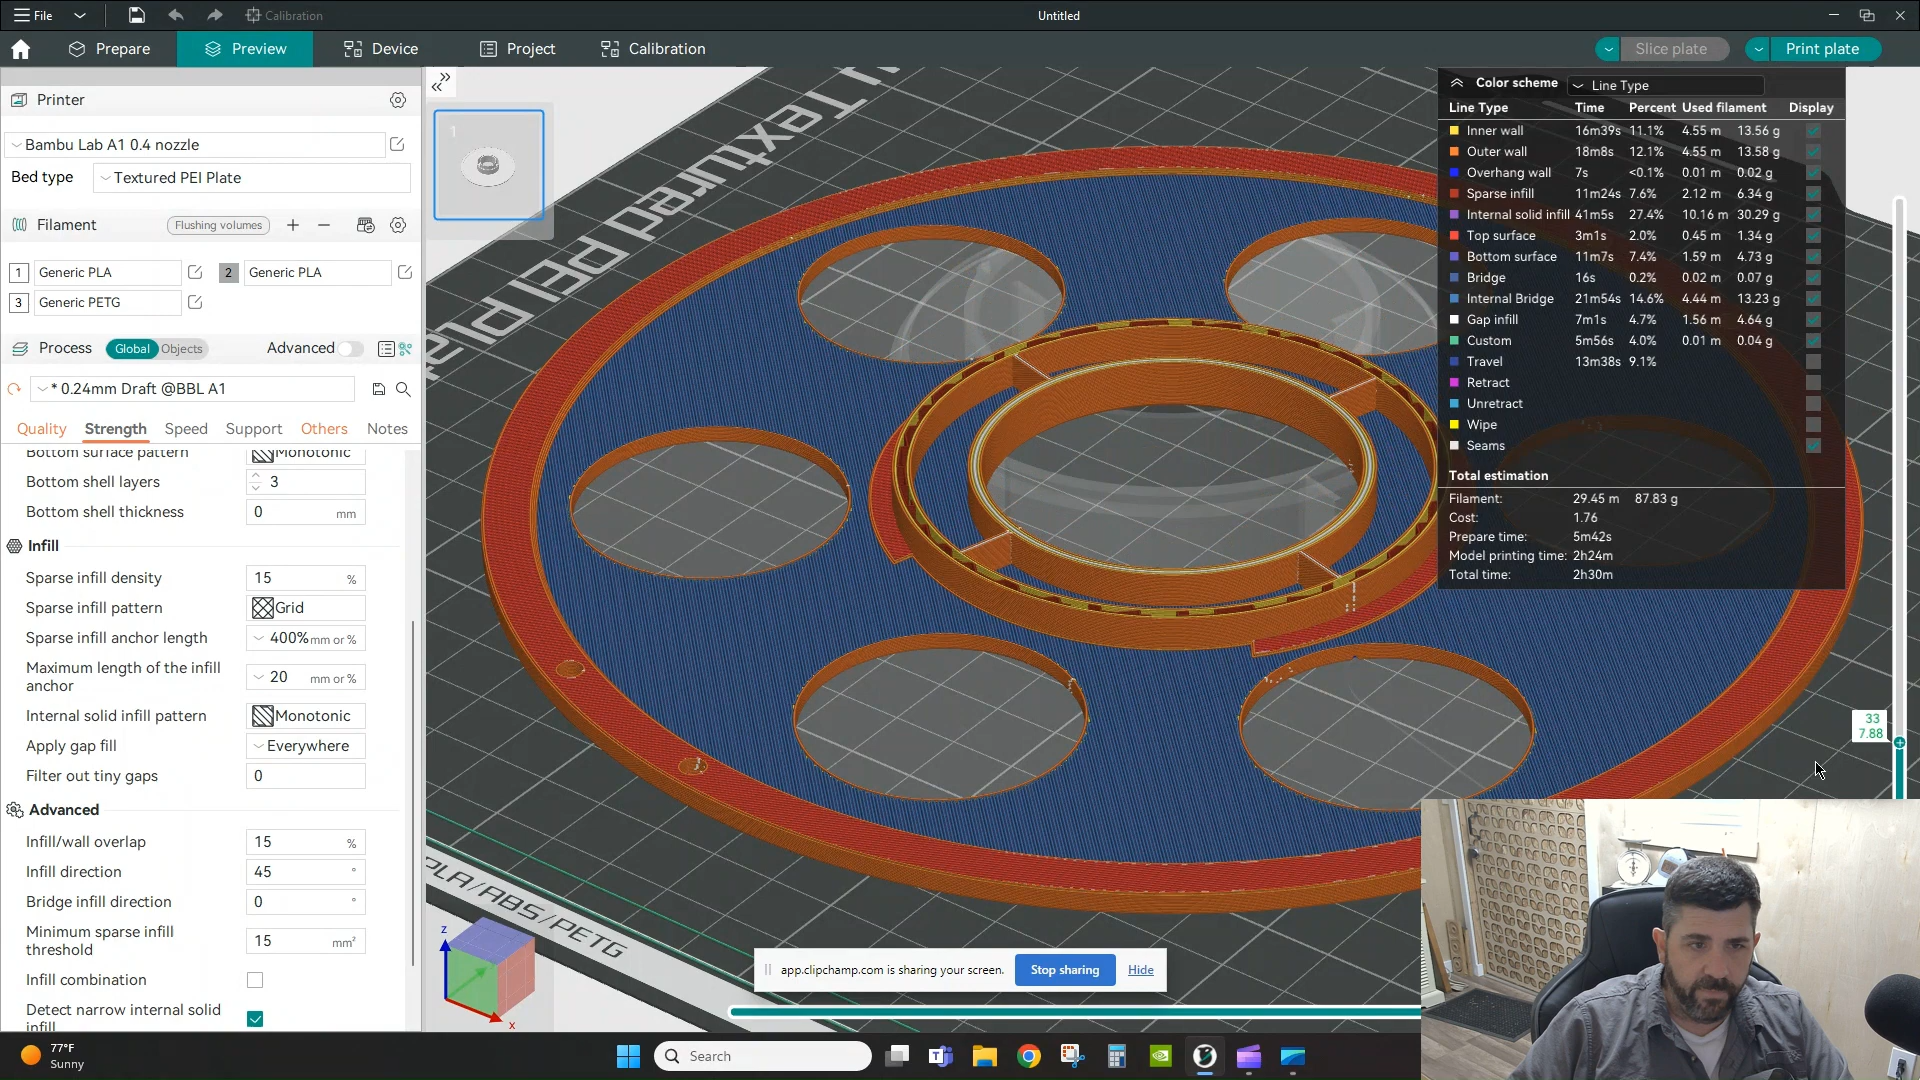 File
Calibration
Untitled
Prepare
Preview
Device
Project
Calibration
Slice plate
Print plate
Printer
Bambu Lab A1 0.4 nozzle
Bed type
Textured PEI Plate
Filament
Flushing volumes
1 Generic PLA
2 Generic PLA
3 Generic PETG
Process Global Objects Advanced
* 0.24mm Draft @BBL A1
Quality Strength Speed Support Others Notes
Bottom surface pattern Monotonic
Bottom shell layers 3
Bottom shell thickness 0 mm
Infill
Sparse infill density 15 %
Sparse infill pattern Grid
Sparse infill anchor length 400% mm or %
Maximum length of the infill
anchor 20 mm or %
Internal solid infill pattern Monotonic
Apply gap fill Everywhere
Filter out tiny gaps 0
Advanced
Infill/wall overlap 15 %
Infill direction 45 °
Bridge infill direction 0 °
Minimum sparse infill
threshold 15 mm²
Infill combination
Detect narrow internal solid
infill
1
Textured PEI Pla
PLA/ABS/PETG
z
x
Color scheme Line Type
Line Type Time Percent Used filament Display
Inner wall 16m39s 11.1% 4.55 m 13.56 g
Outer wall 18m8s 12.1% 4.55 m 13.58 g
Overhang wall 7s <0.1% 0.01 m 0.02 g
Sparse infill 11m24s 7.6% 2.12 m 6.34 g
Internal solid infill 41m5s 27.4% 10.16 m 30.29 g
Top surface 3m1s 2.0% 0.45 m 1.34 g
Bottom surface 11m7s 7.4% 1.59 m 4.73 g
Bridge 16s 0.2% 0.02 m 0.07 g
Internal Bridge 21m54s 14.6% 4.44 m 13.23 g
Gap infill 7m1s 4.7% 1.56 m 4.64 g
Custom 5m56s 4.0% 0.01 m 0.04 g
Travel 13m38s 9.1%
Retract
Unretract
Wipe
Seams
Total estimation
Filament: 29.45 m 87.83 g
Cost: 1.76
Prepare time: 5m42s
Model printing time: 2h24m
Total time: 2h30m
33
7.88
app.clipchamp.com is sharing your screen.
Stop sharing
Hide
77°F
Sunny
Search